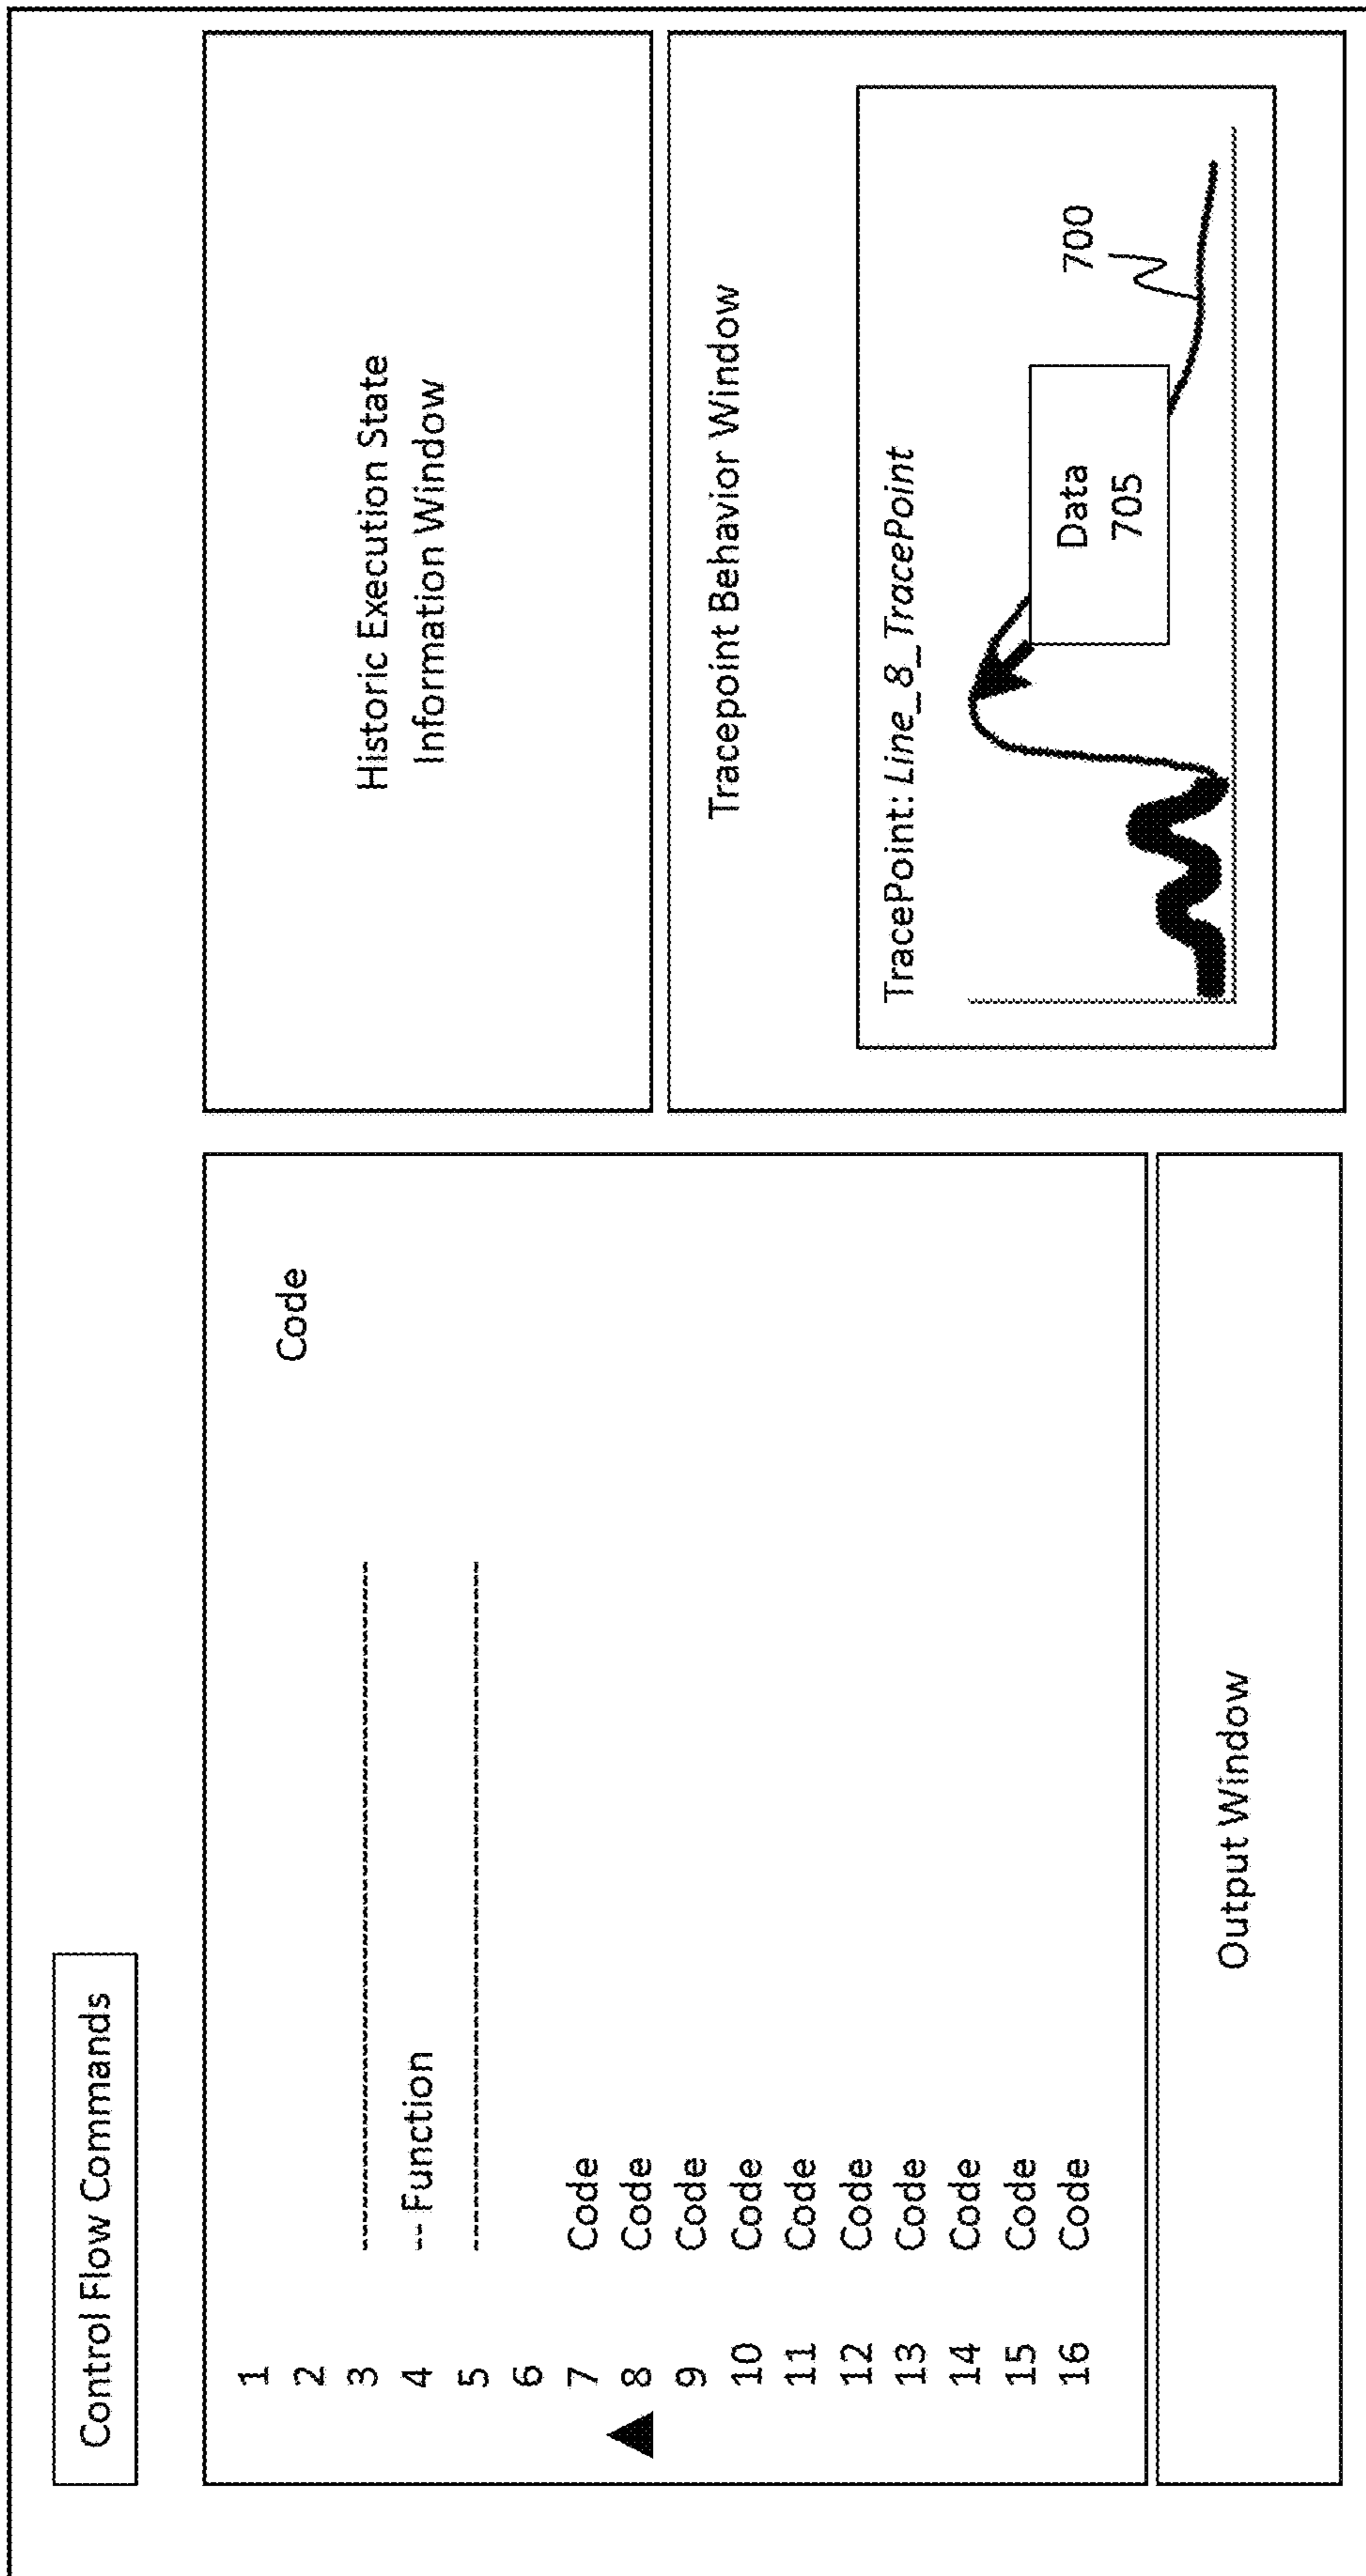 Control Flow Commands
Code
1
2
3 --------------------------------------------
4 -- Function
5 --------------------------------------------
6
7 Code
8 Code
9 Code
10 Code
11 Code
12 Code
13 Code
14 Code
15 Code
16 Code
Output Window
Historic Execution State
Information Window
Tracepoint Behavior Window
TracePoint: Line_8_TracePoint
Data
705
700